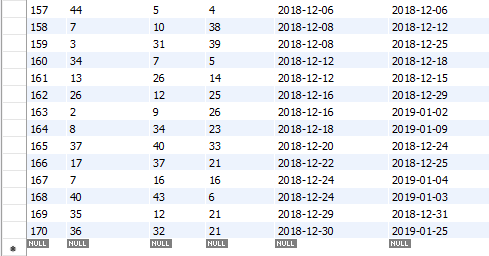 157 44 5 4 2018-12-06 2018-12-06
158 7 10 38 2018-12-08 2018-12-12
159 3 31 39 2018-12-08 2018-12-25
160 34 7 5 2018-12-12 2018-12-18
161 13 26 14 2018-12-12 2018-12-15
162 26 12 25 2018-12-16 2018-12-29
163 2 9 26 2018-12-16 2019-01-02
164 8 34 23 2018-12-18 2019-01-09
165 37 40 33 2018-12-20 2018-12-24
166 17 37 21 2018-12-22 2018-12-25
167 7 16 16 2018-12-24 2019-01-04
168 40 43 6 2018-12-24 2019-01-03
169 35 12 21 2018-12-29 2018-12-31
170 36 32 21 2018-12-30 2019-01-25
NULL NULL NULL NULL NULL NULL